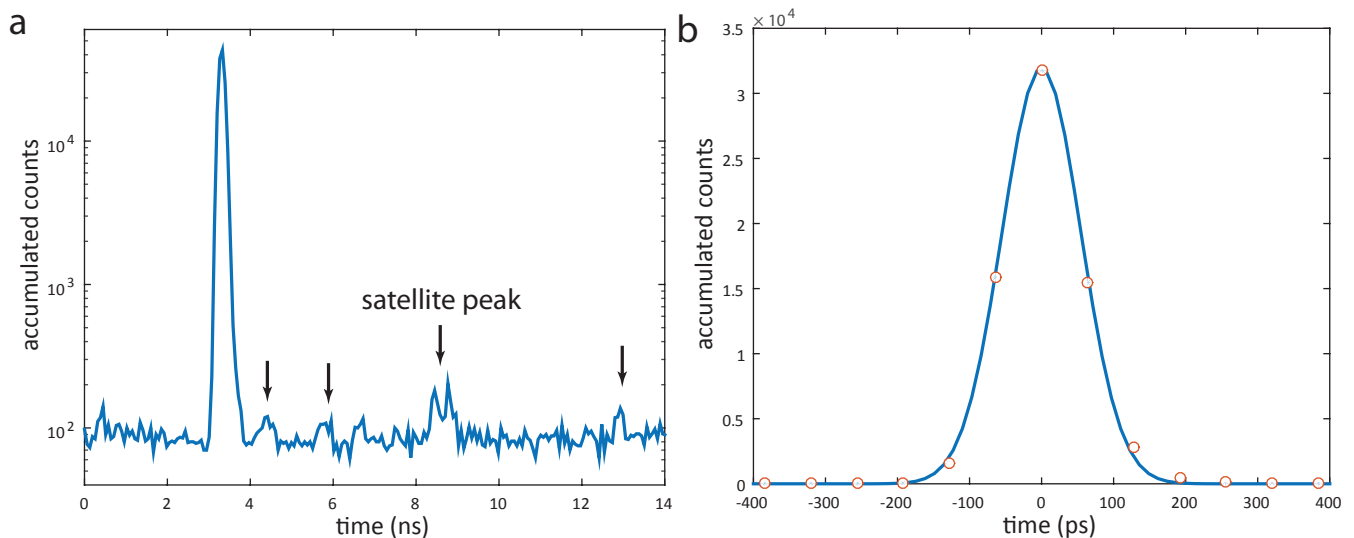 a
accumulated counts
10^4
10^3
10^2
satellite peak
0 2 4 6 8 10 12 14
time (ns)
b
× 10^4
accumulated counts
3.5
3
2.5
2
1.5
1
0.5
0
-400 -300 -200 -100 0 100 200 300 400
time (ps)